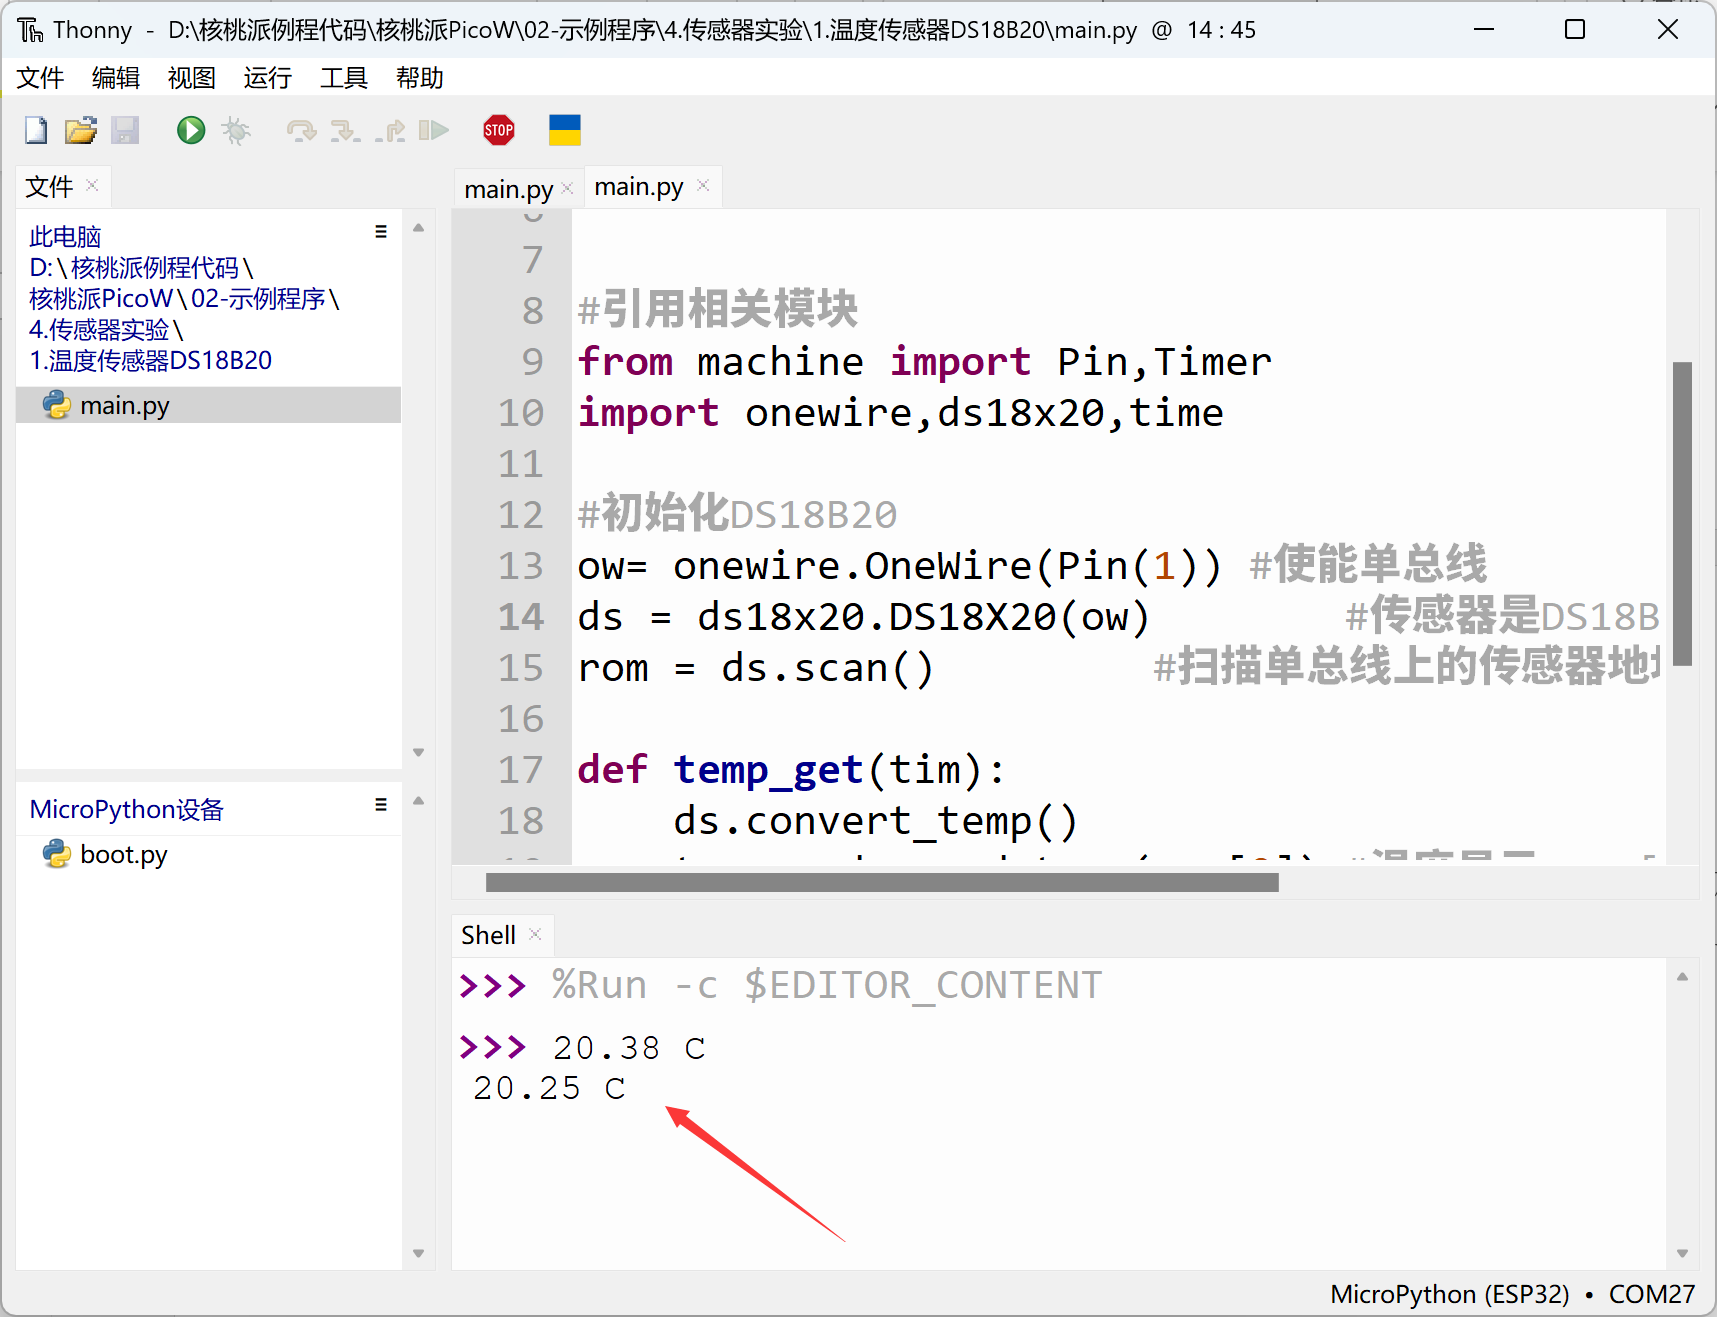 Thonny - D:\核桃派例程代码\核桃派PicoW\02-示例程序\4.传感器实验\1.温度传感器DS18B20\main.py @ 14 : 45
文件 编辑 视图 运行 工具 帮助
STOP
文件
此电脑
D:\核桃派例程代码\
核桃派PicoW\02-示例程序\
4.传感器实验\
1.温度传感器DS18B20
main.py
MicroPython设备
boot.py
main.py main.py
7
8 #引用相关模块
9 from machine import Pin,Timer
10 import onewire,ds18x20,time
11
12 #初始化DS18B20
13 ow= onewire.OneWire(Pin(1)) #使能单总线
14 ds = ds18x20.DS18X20(ow) #传感器是DS18B
15 rom = ds.scan() #扫描单总线上的传感器地
16
17 def temp_get(tim):
18 ds.convert_temp()
Shell
>>> %Run -c $EDITOR_CONTENT
>>> 20.38 C
20.25 C
MicroPython (ESP32) • COM27